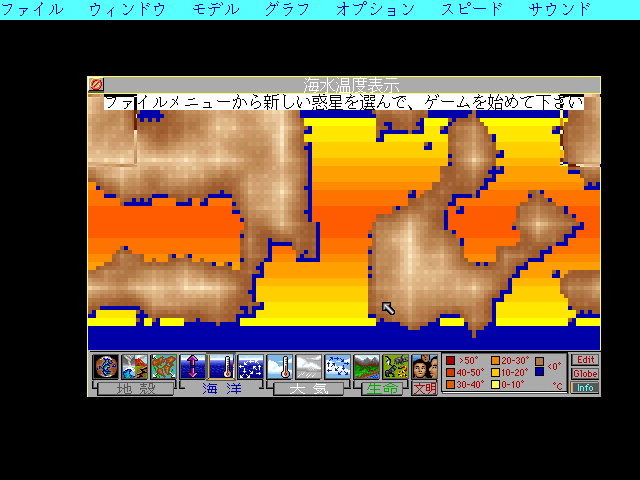 ファイル ウィンドウ モデル グラフ オプション スピード サウンド
海水温度表示
ファイルメニューから新しい惑星を選んで、ゲームを始めて下さい
地殻 海洋 大気 生命 文明
>50° 20-30° <0° Edit
40-50° 10-20° Globe
30-40° 0-10° °C Info